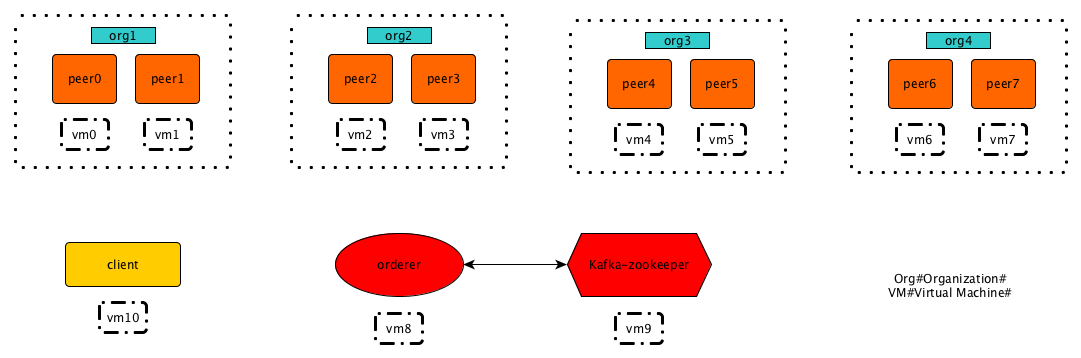 org1
org2
org3
org4
peer0 peer1
peer2 peer3
peer4 peer5
peer6 peer7
vm0 vm1
vm2 vm3
vm4 vm5
vm6 vm7
client
orderer
Kafka-zookeeper
Org#Organization#
VM#Virtual Machine#
vm10
vm8
vm9